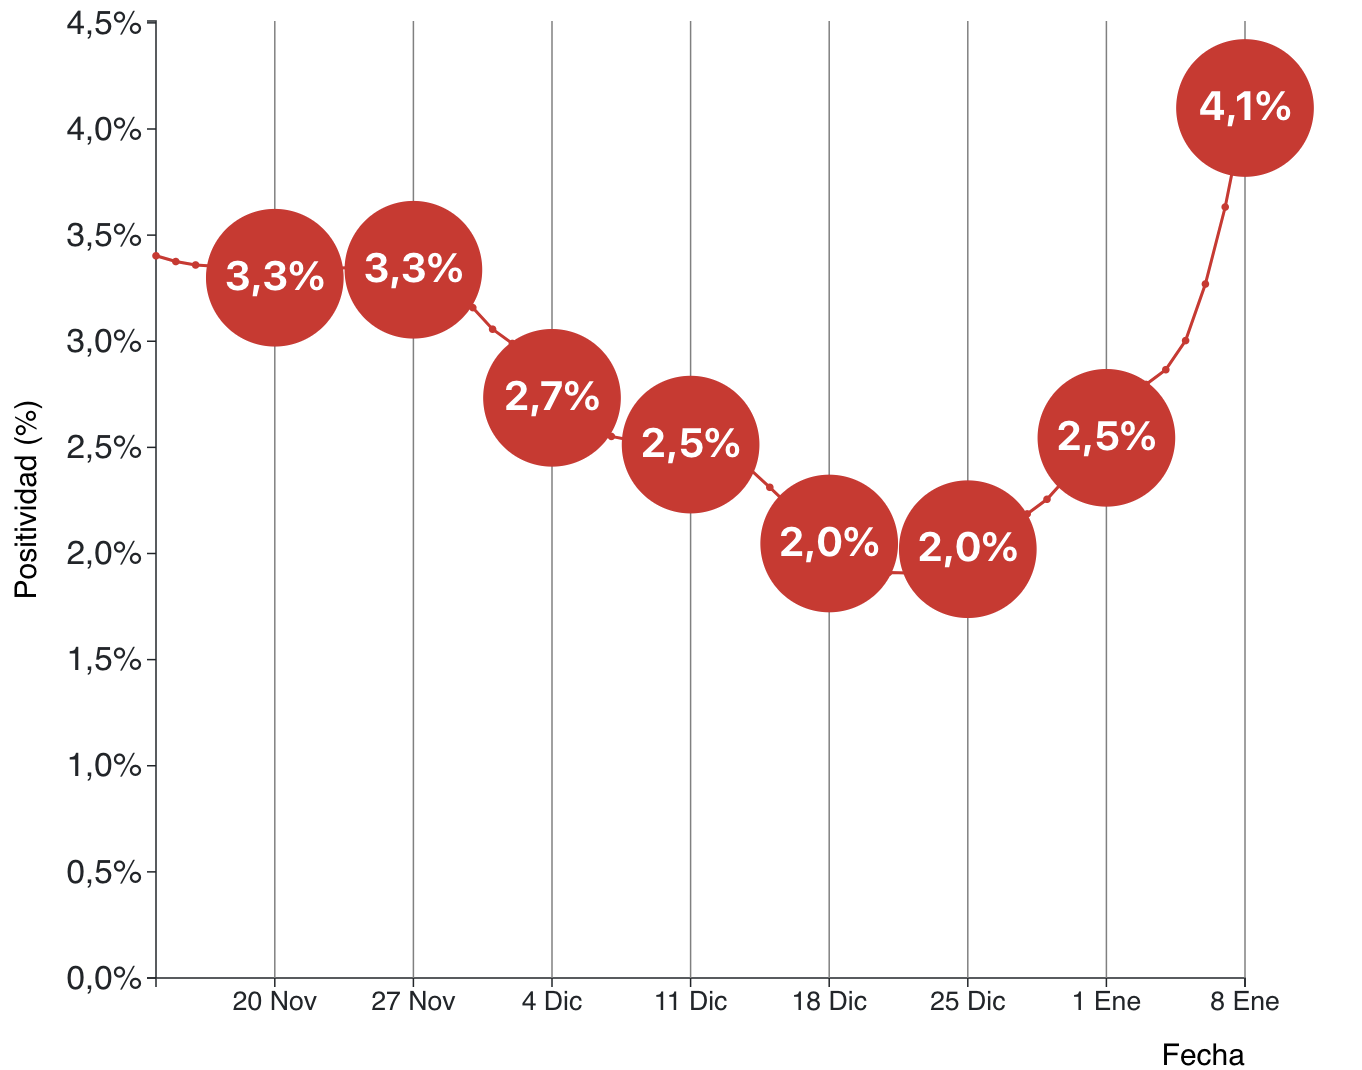 4,5%
4,0%
3,5%
3,0%
2,5%
2,0%
1,5%
1,0%
0,5%
0,0%
Positividad (%)
3,3%
3,3%
2,7%
2,5%
2,0%
2,0%
2,5%
4,1%
20 Nov
27 Nov
4 Dic
11 Dic
18 Dic
25 Dic
1 Ene
8 Ene
Fecha